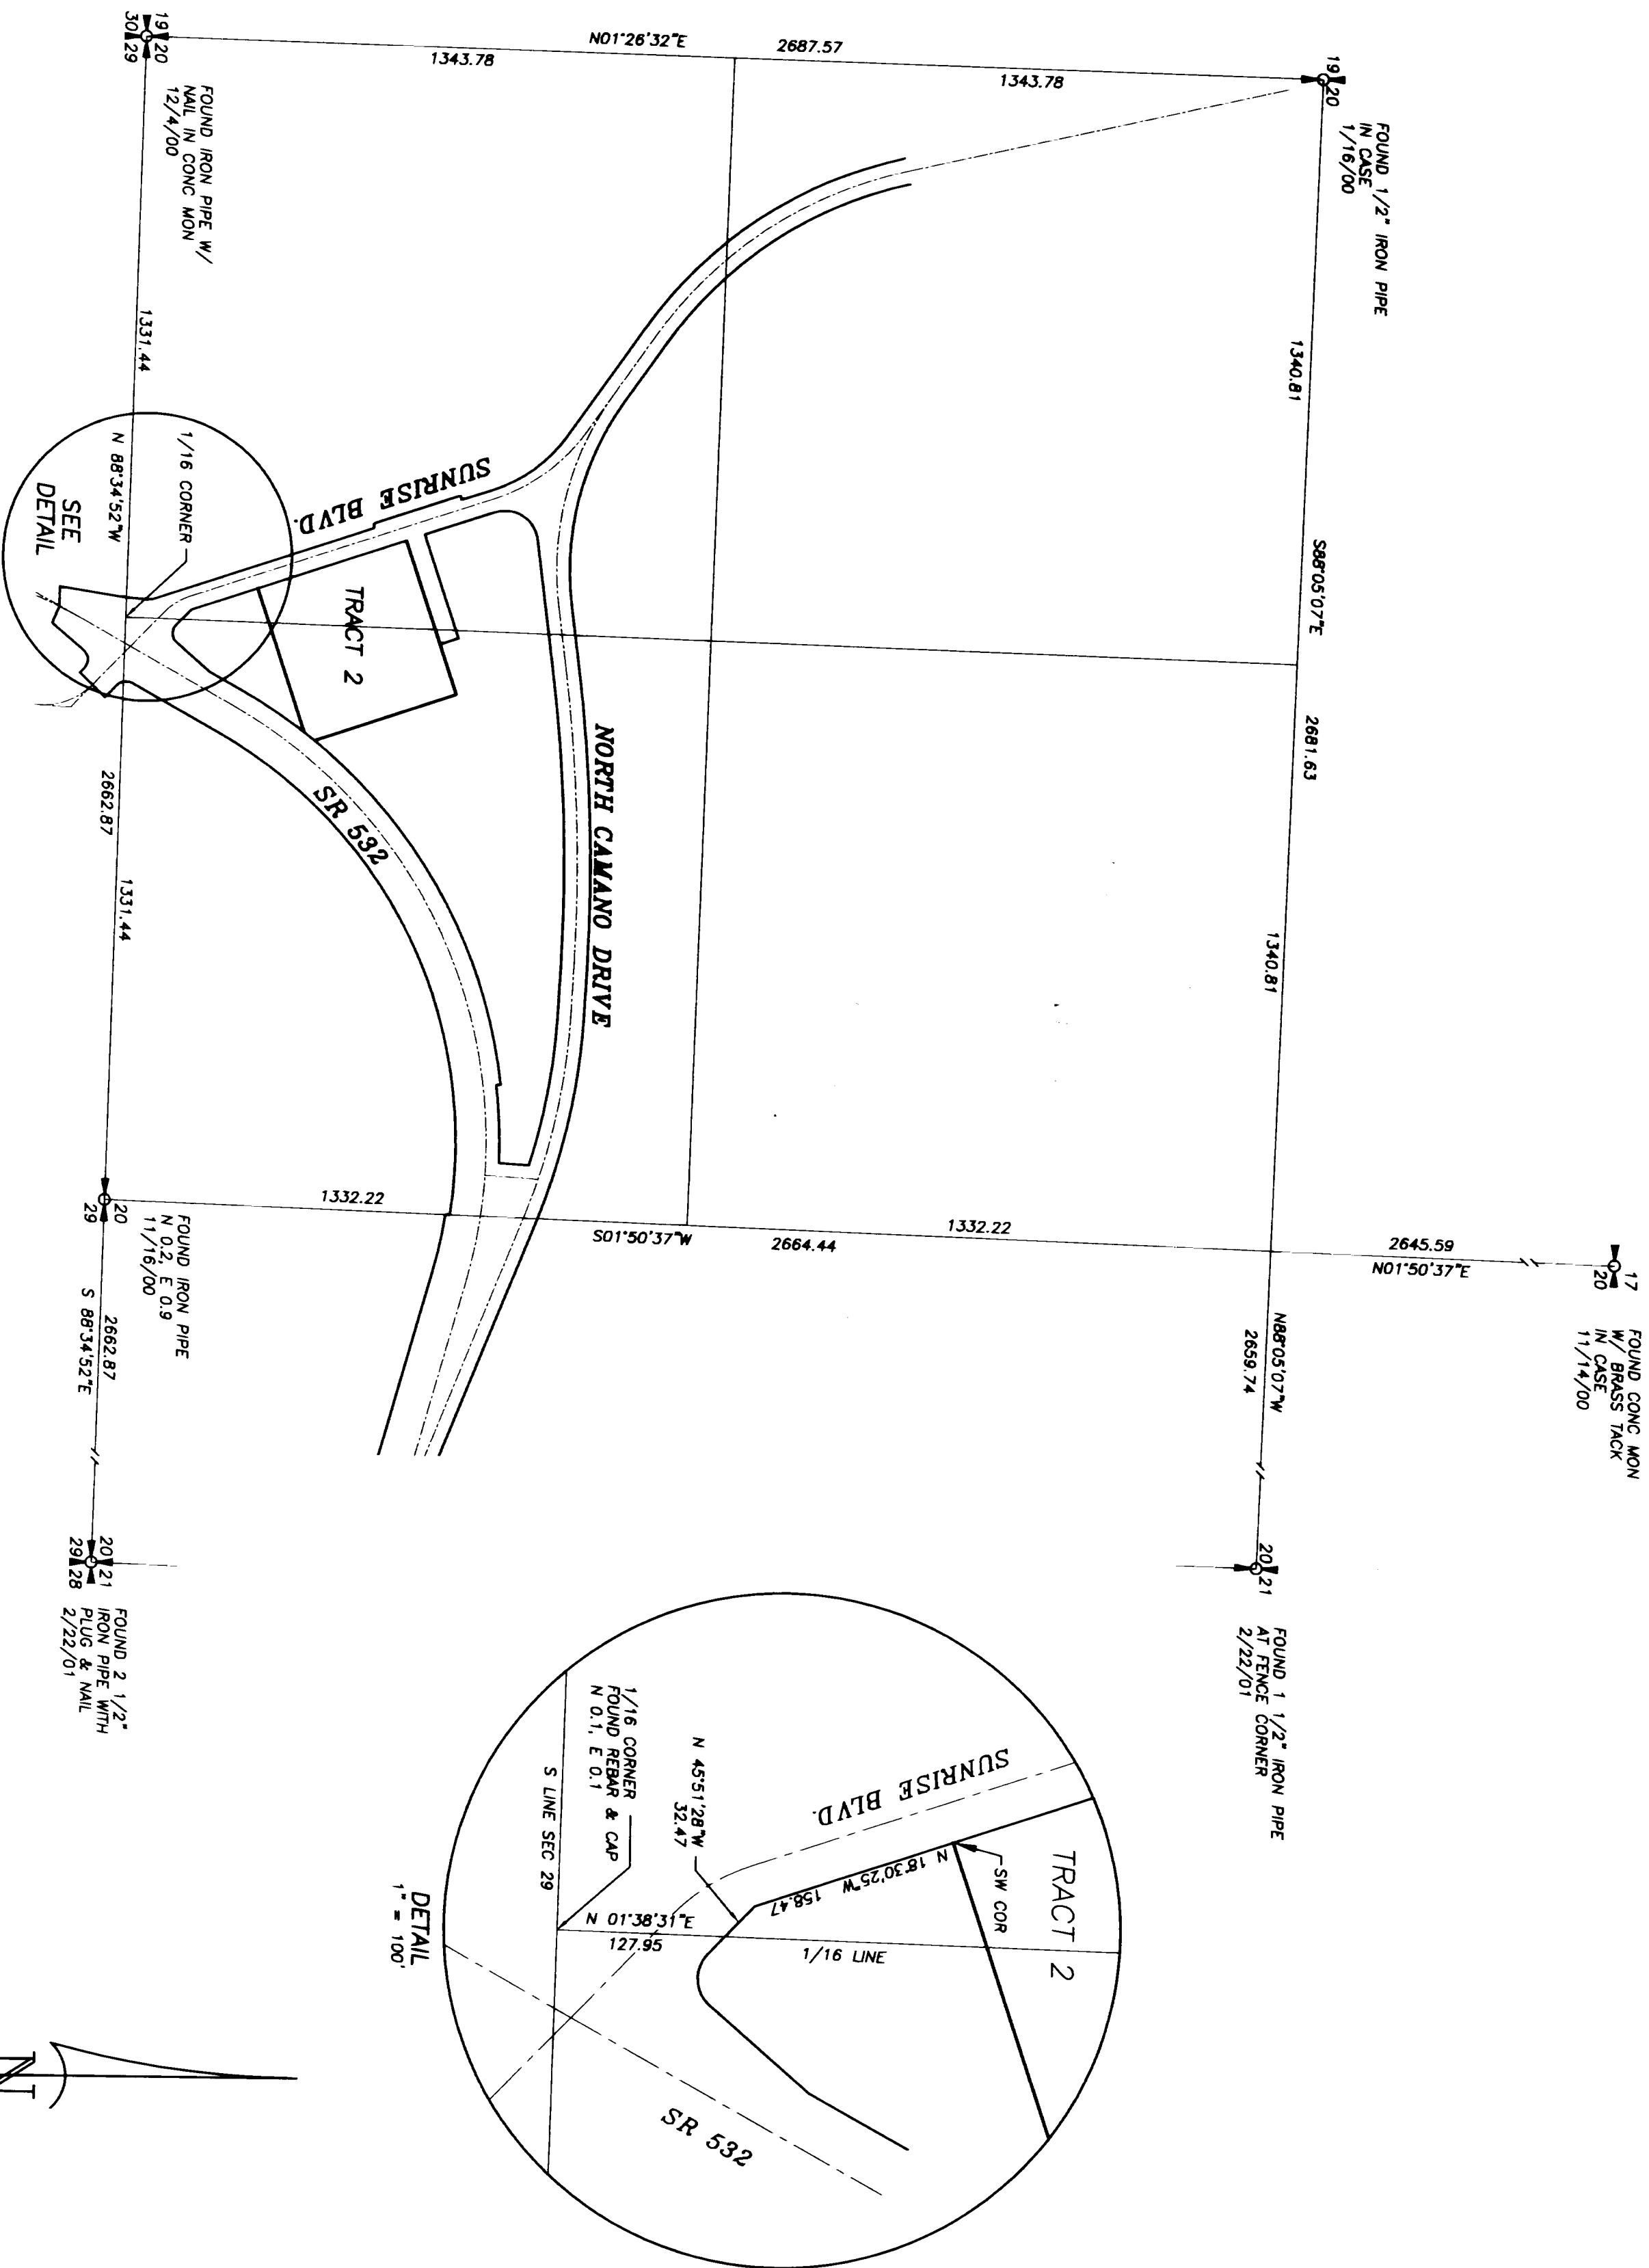 19 20
FOUND 1/2" IRON PIPE
IN CASE
1/16/00
1340.81
S88°05'07"E
2681.63
1340.81
17
20
FOUND CONC MON
W/ BRASS TACK
IN CASE
11/14/00
2645.59
N01°50'37"E
N88°05'07"W
2659.74
20 21
FOUND 1 1/2" IRON PIPE
AT FENCE CORNER
2/22/01
N01°26'32"E
2687.57
1343.78
1343.78
1332.22
S01°50'37"W
2664.44
1332.22
NORTH CAMANO DRIVE
SUNRISE BLVD.
TRACT 2
SR 532
19 20
30 29
FOUND IRON PIPE W/
NAIL IN CONC MON
12/4/00
1331.44
N 88°34'52"W
1/16 CORNER
SEE
DETAIL
2662.87
1331.44
20
29
FOUND IRON PIPE
N 0.2, E 0.9
11/16/00
2662.87
S 88°34'52"E
20 21
29 28
FOUND 2 1/2"
IRON PIPE WITH
PLUG & NAIL
2/22/01
TRACT 2
SW COR
SUNRISE BLVD.
N 18°30'25"W 158.47
N 45°51'28"W
32.47
1/16 LINE
N 01°38'31"E
127.95
1/16 CORNER
FOUND REBAR & CAP
N 0.1, E 0.1
S LINE SEC 29
SR 532
DETAIL
1" = 100'
N